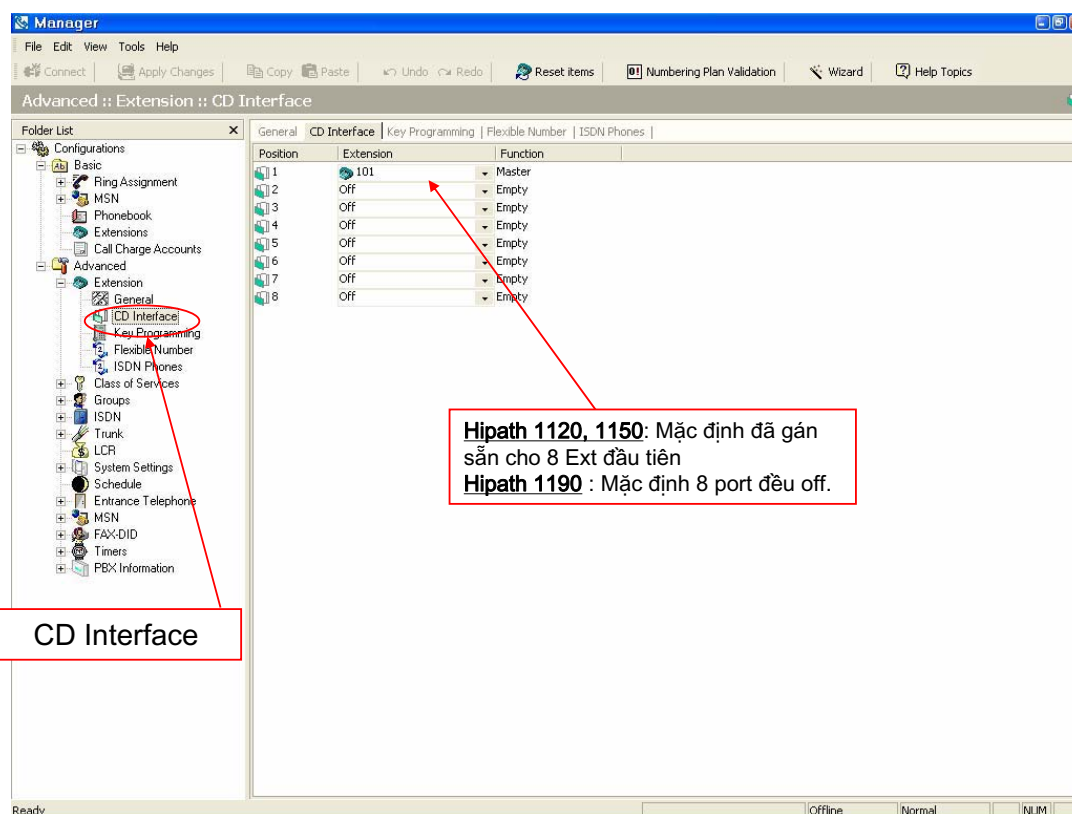 Manager
File Edit View Tools Help
Connect Apply Changes Copy Paste Undo Redo Reset items Numbering Plan Validation Wizard Help Topics
Advanced :: Extension :: CD Interface
Folder List
General CD Interface Key Programming Flexible Number ISDN Phones
Configurations
Basic
Ring Assignment
MSN
Phonebook
Extensions
Call Charge Accounts
Advanced
Extension
General
CD Interface
Key Programming
Flexible Number
ISDN Phones
Class of Services
Groups
ISDN
Trunk
LCR
System Settings
Schedule
Entrance Telephone
MSN
FAX-DID
Timers
PBX Information
Position Extension Function
1 101 Master
2 Off Empty
3 Off Empty
4 Off Empty
5 Off Empty
6 Off Empty
7 Off Empty
8 Off Empty
Hipath 1120, 1150: Mặc định đã gán
sẵn cho 8 Ext đầu tiên
Hipath 1190 : Mặc định 8 port đều off.
CD Interface
Ready Offline Normal NUM